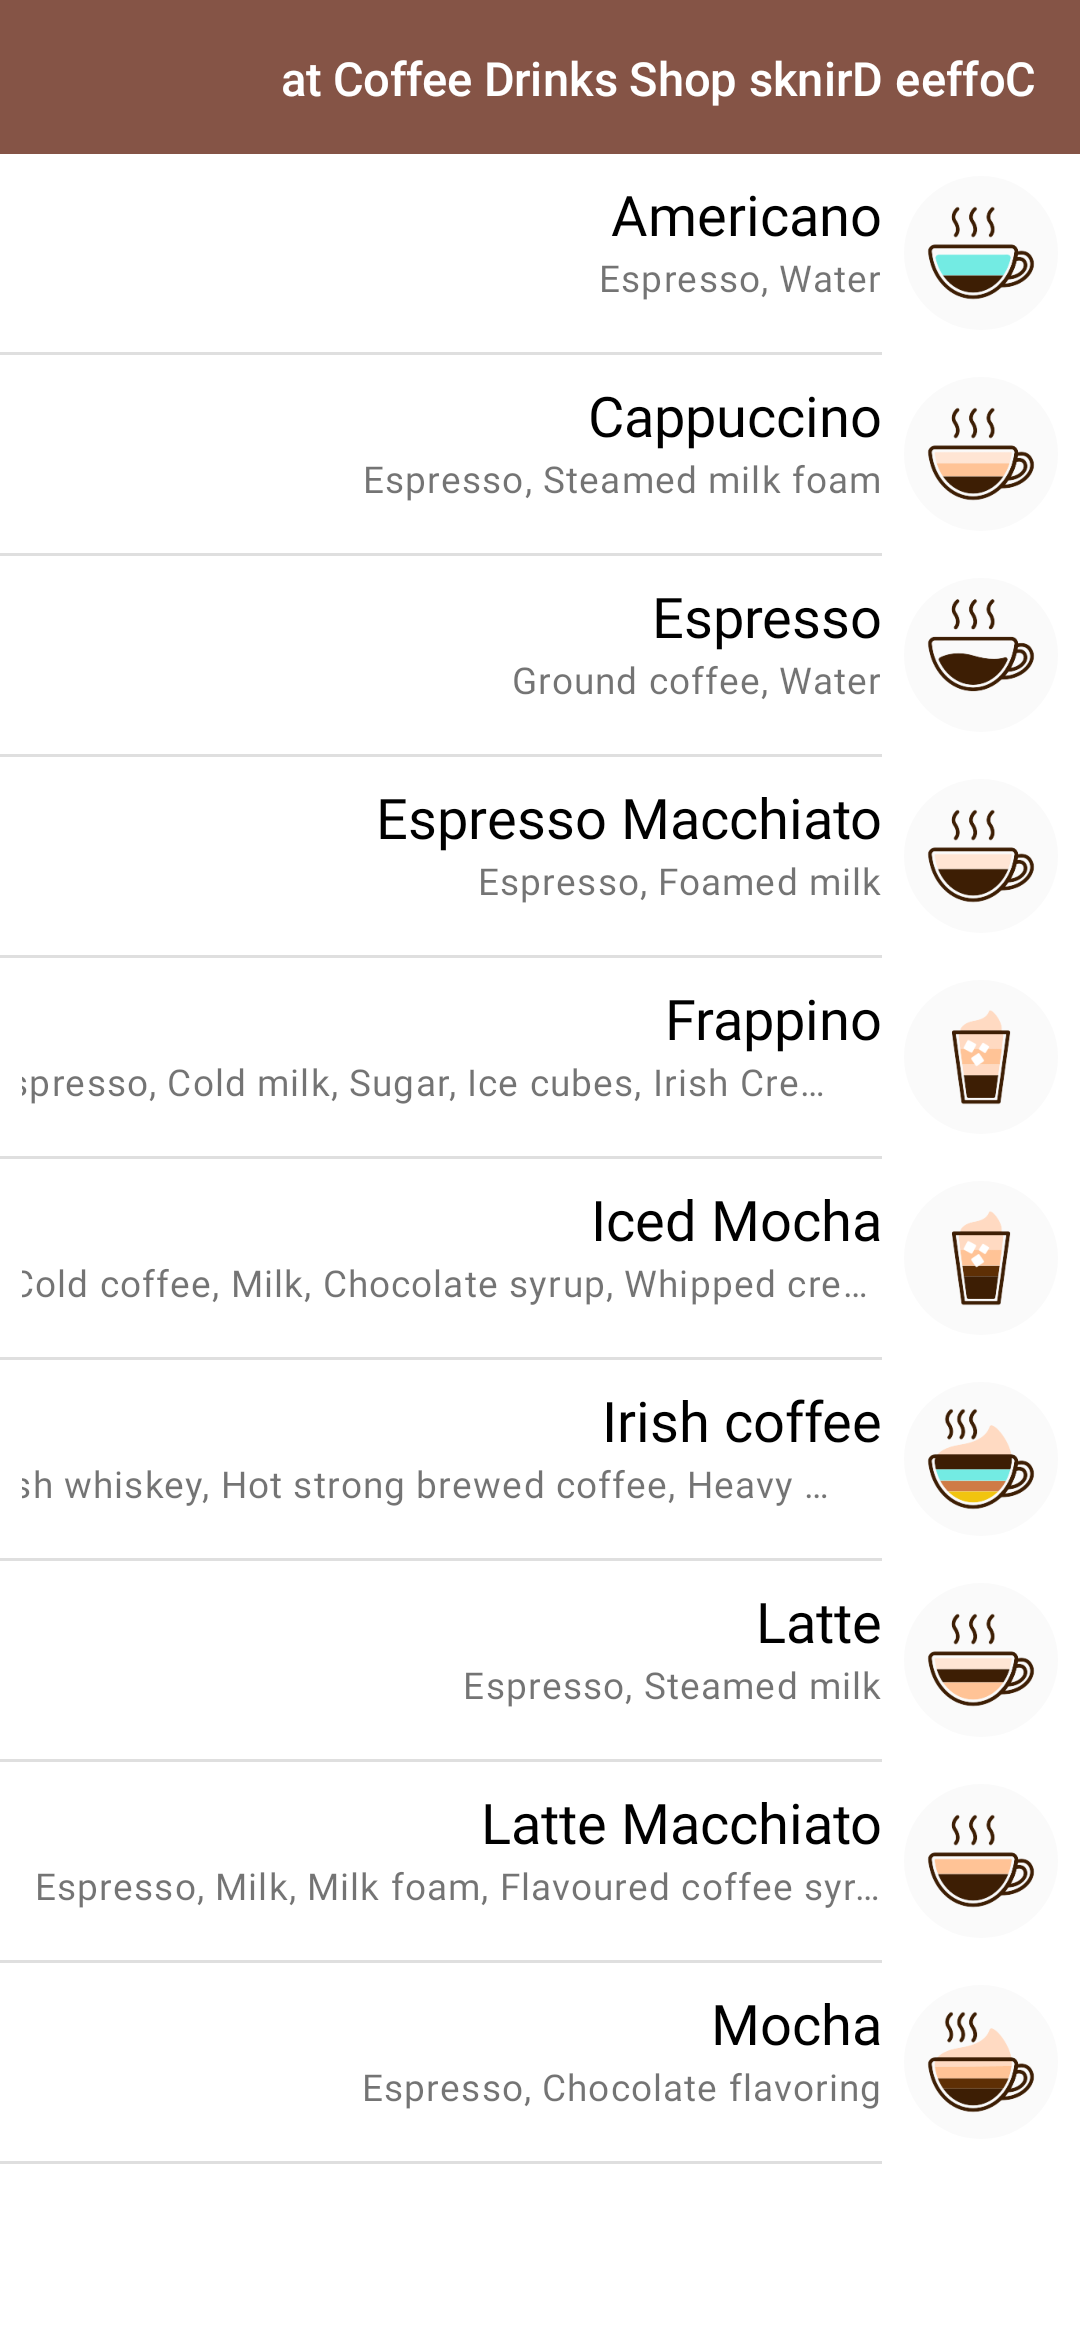 at Coffee Drinks Shop sknirD eeffoC
Americano
Espresso, Water
Cappuccino
Espresso, Steamed milk foam
Espresso
Ground coffee, Water
Espresso Macchiato
Espresso, Foamed milk
Frappino
spresso, Cold milk, Sugar, Ice cubes, Irish Cre…
Iced Mocha
Cold coffee, Milk, Chocolate syrup, Whipped cre…
Irish coffee
sh whiskey, Hot strong brewed coffee, Heavy …
Latte
Espresso, Steamed milk
Latte Macchiato
Espresso, Milk, Milk foam, Flavoured coffee syr…
Mocha
Espresso, Chocolate flavoring